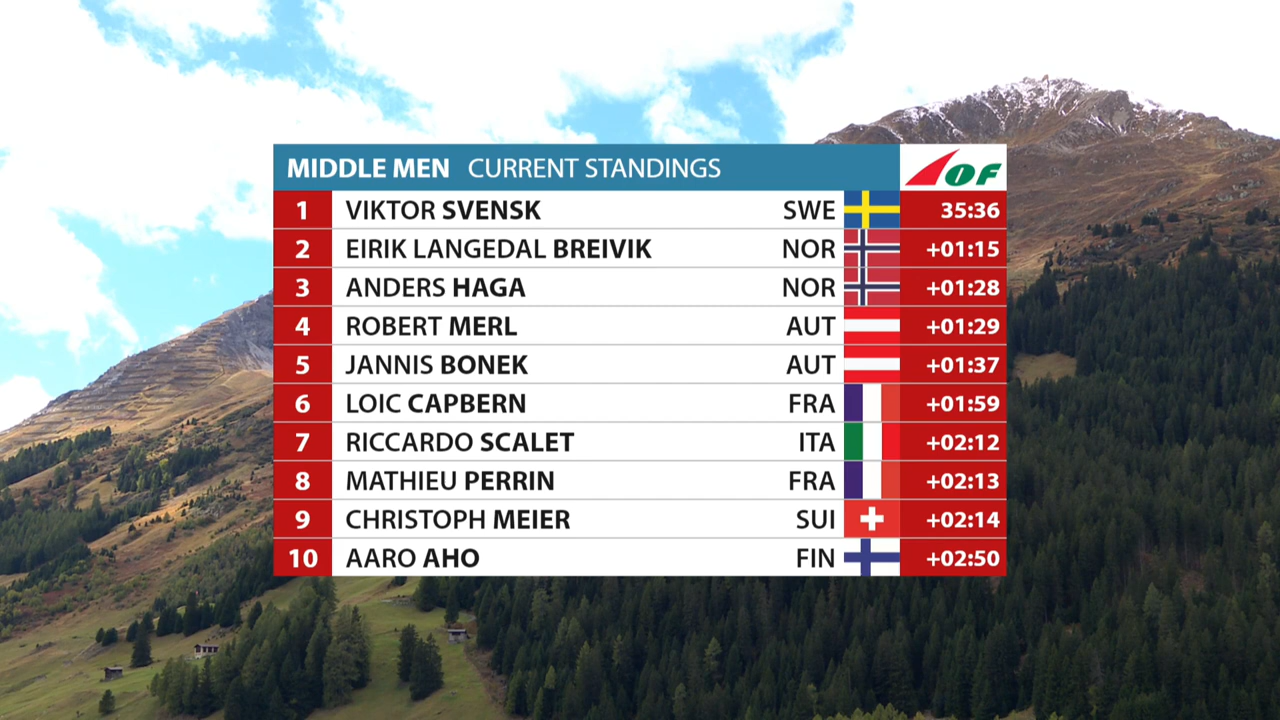 MIDDLE MEN CURRENT STANDINGS IOF
1 VIKTOR SVENSK SWE 35:36
2 EIRIK LANGEDAL BREIVIK NOR +01:15
3 ANDERS HAGA NOR +01:28
4 ROBERT MERL AUT +01:29
5 JANNIS BONEK AUT +01:37
6 LOIC CAPBERN FRA +01:59
7 RICCARDO SCALET ITA +02:12
8 MATHIEU PERRIN FRA +02:13
9 CHRISTOPH MEIER SUI +02:14
10 AARO AHO FIN +02:50